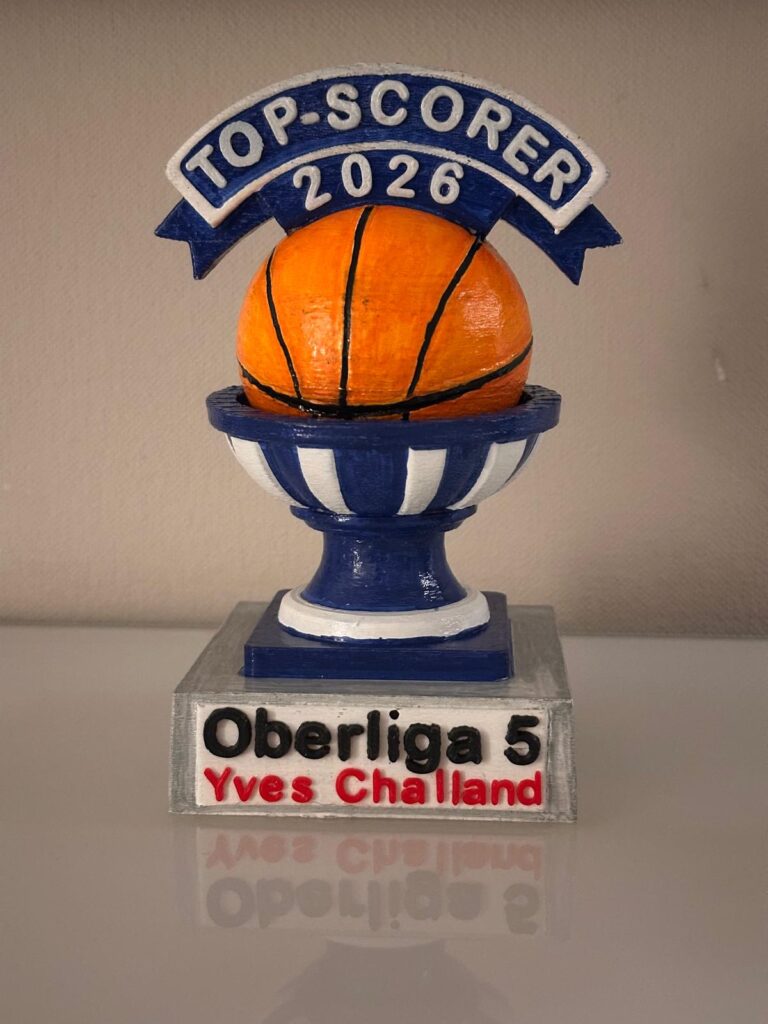 TOP-SCORER
2026
Oberliga 5
Yves Challand